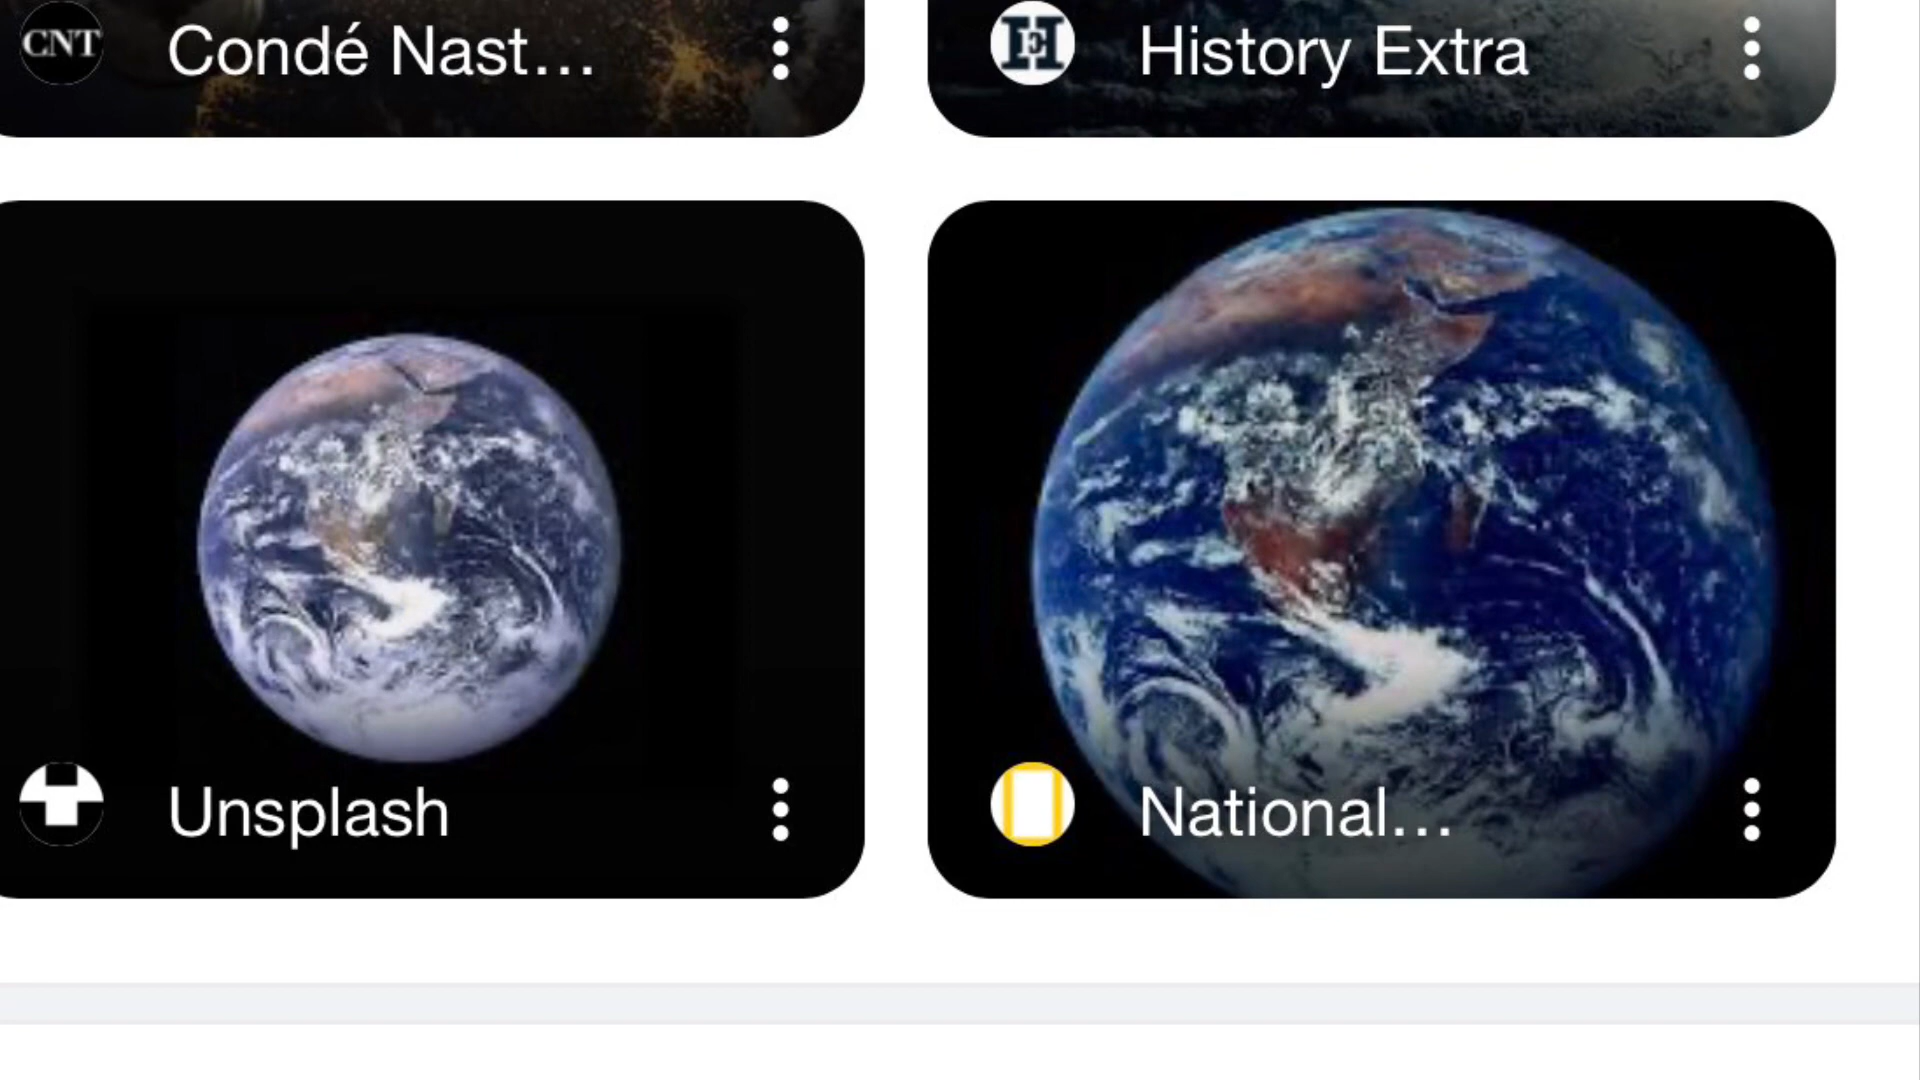 CNT
Condé Nast...
HE
History Extra
Unsplash
National...